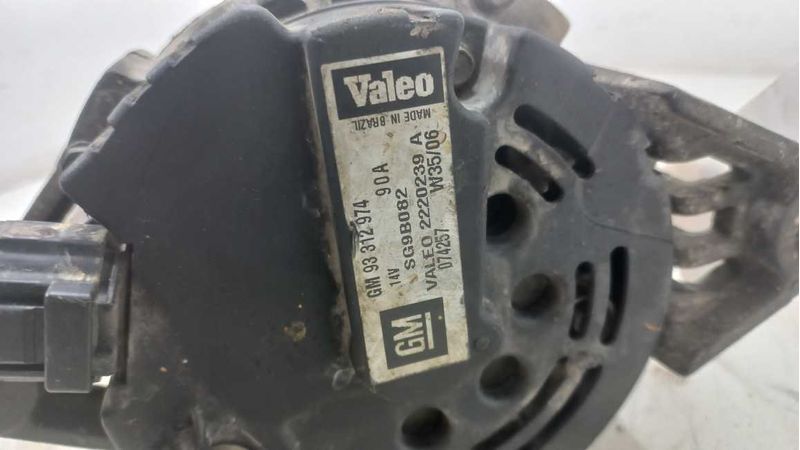 Valeo
MADE IN BRAZIL
GM 93 312 974
14V 90A
SG9B082
VALEO 2220239 A
074257 W35/06
GM